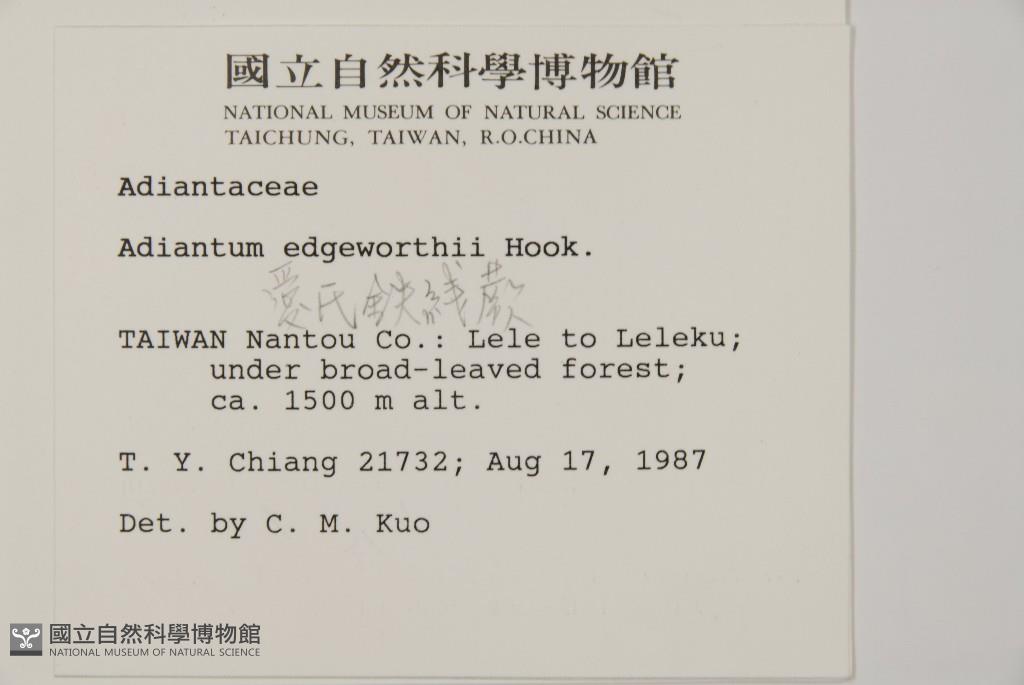 國立自然科學博物館
NATIONAL MUSEUM OF NATURAL SCIENCE
TAICHUNG, TAIWAN, R.O.CHINA
Adiantaceae
Adiantum edgeworthii Hook.
愛氏鉄線蕨
TAIWAN Nantou Co.: Lele to Leleku;
under broad-leaved forest;
ca. 1500 m alt.
T. Y. Chiang 21732; Aug 17, 1987
Det. by C. M. Kuo
國立自然科學博物館
NATIONAL MUSEUM OF NATURAL SCIENCE